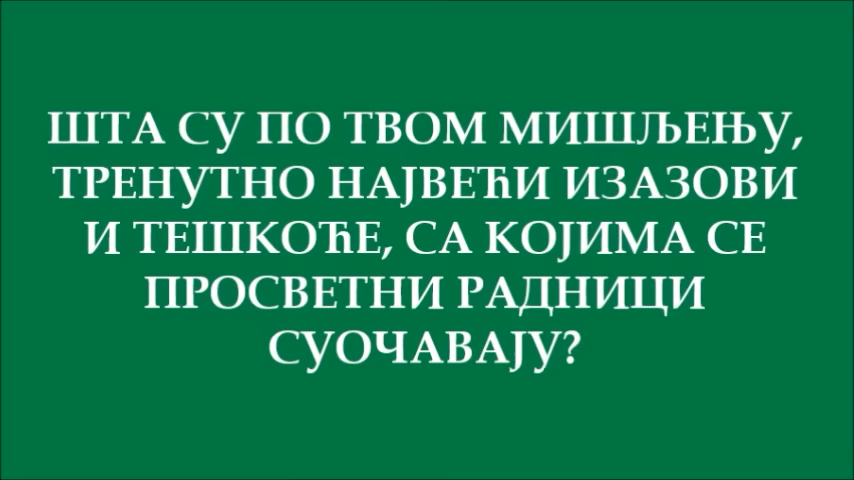 ШТА СУ ПО ТВОМ МИШЉЕЊУ,
ТРЕНУТНО НАЈВЕЋИ ИЗАЗОВИ
И ТЕШКОЋЕ, СА КОЈИМА СЕ
ПРОСВЕТНИ РАДНИЦИ
СУОЧАВАЈУ?